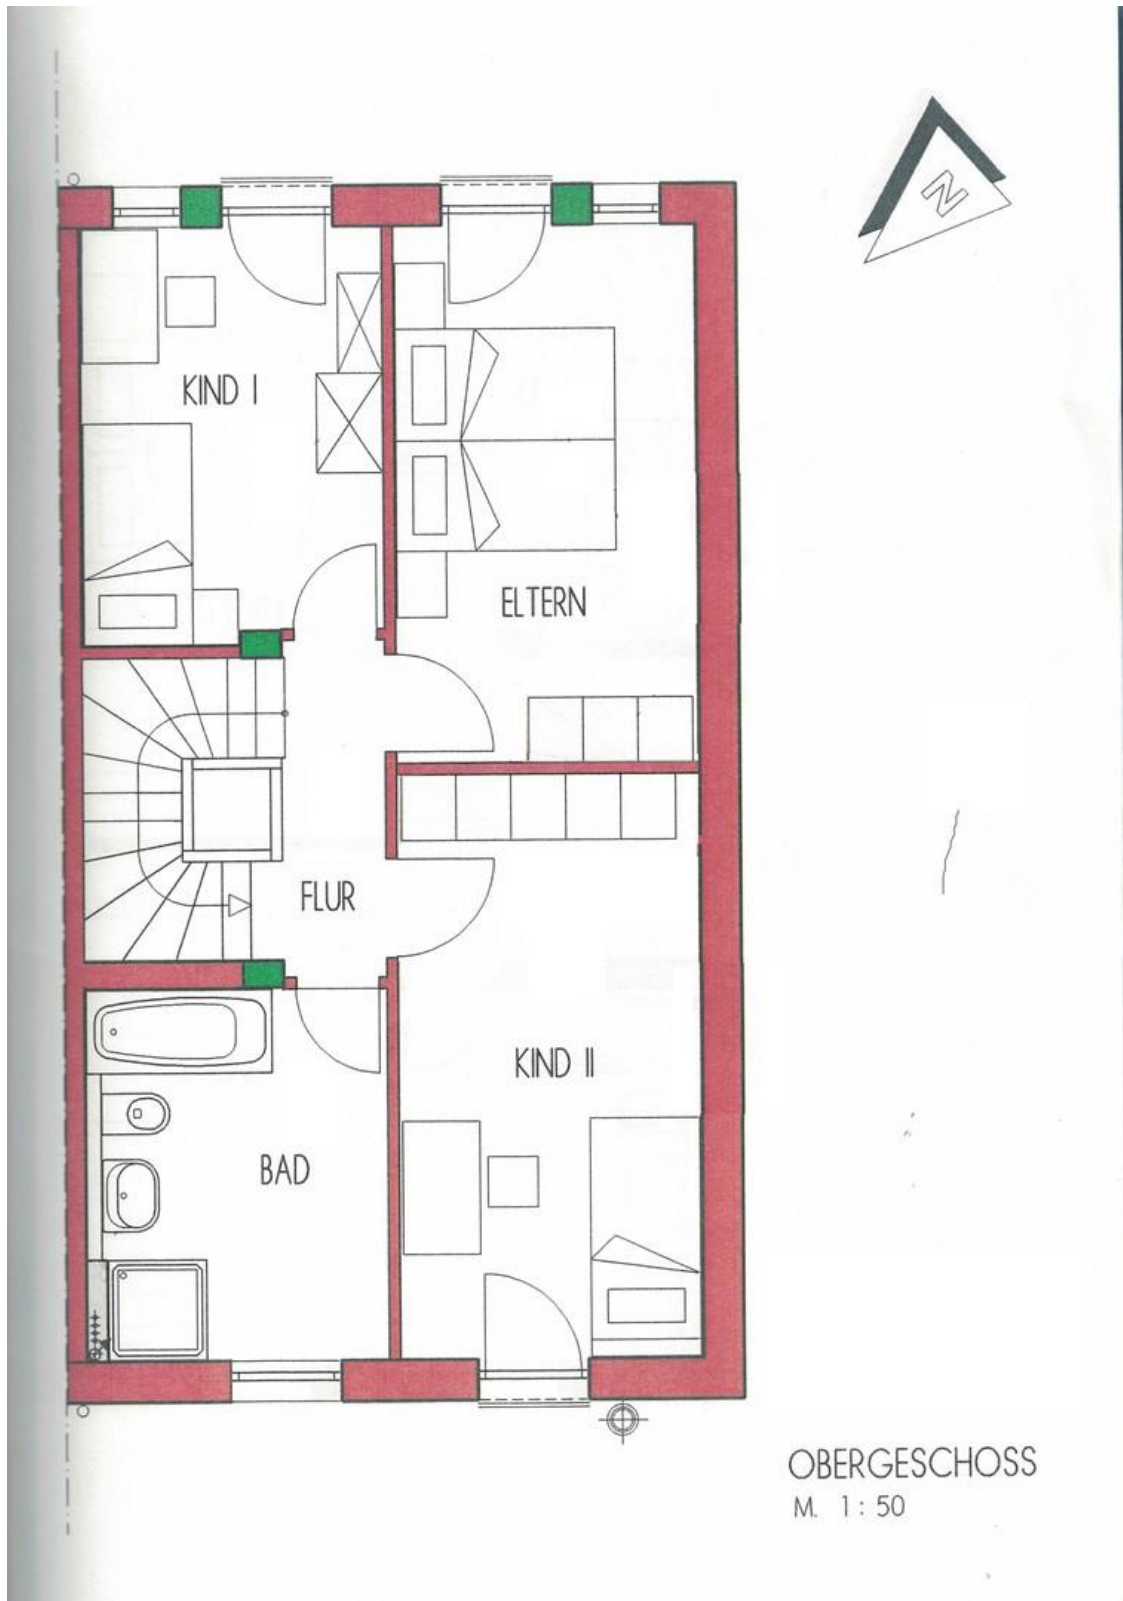 N
KIND I
ELTERN
FLUR
KIND II
BAD
OBERGESCHOSS
M. 1 : 50